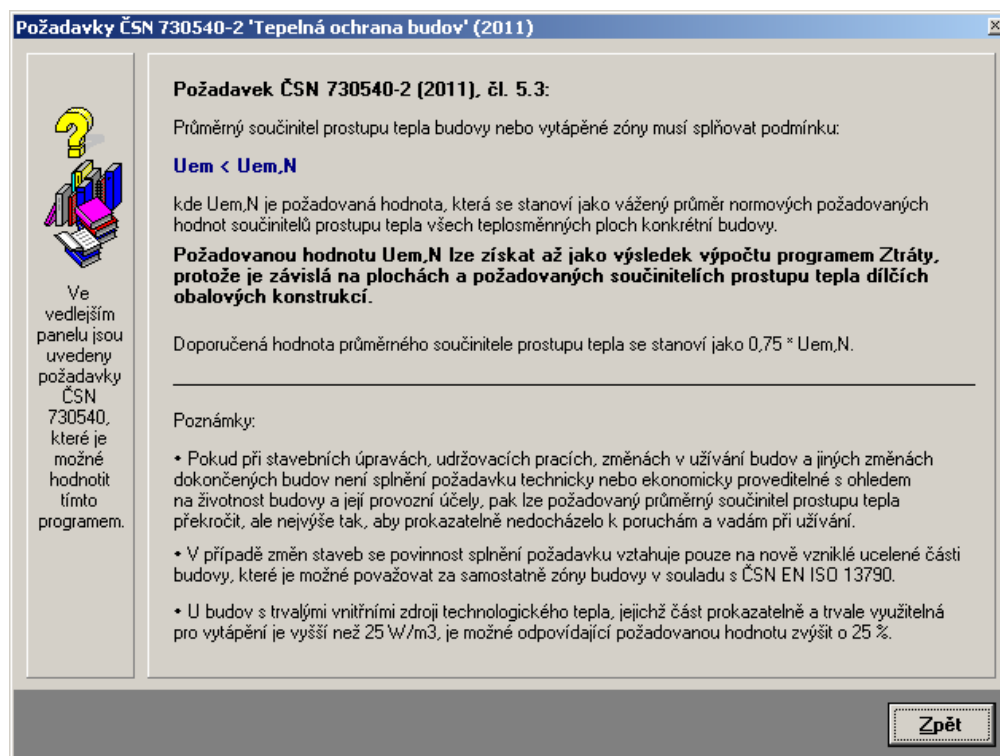 Požadavky ČSN 730540-2 'Tepelná ochrana budov' (2011)
Ve
vedlejším
panelu jsou
uvedeny
požadavky
ČSN
730540,
které je
možné
hodnotit
tímto
programem.
Požadavek ČSN 730540-2 (2011), čl. 5.3:
Průměrný součinitel prostupu tepla budovy nebo vytápěné zóny musí splňovat podmínku:
Uem < Uem,N
kde Uem,N je požadovaná hodnota, která se stanoví jako vážený průměr normových požadovaných
hodnot součinitelů prostupu tepla všech teplosměnných ploch konkrétní budovy.
Požadovanou hodnotu Uem,N lze získat až jako výsledek výpočtu programem Ztráty,
protože je závislá na plochách a požadovaných součinitelích prostupu tepla dílčích
obalových konstrukcí.
Doporučená hodnota průměrného součinitele prostupu tepla se stanoví jako 0,75 * Uem,N.
Poznámky:
• Pokud při stavebních úpravách, udržovacích pracích, změnách v užívání budov a jiných změnách
dokončených budov není splnění požadavku technicky nebo ekonomicky proveditelné s ohledem
na životnost budovy a její provozní účely, pak lze požadovaný průměrný součinitel prostupu tepla
překročit, ale nejvýše tak, aby prokazatelně nedocházelo k poruchám a vadám při užívání.
• V případě změn staveb se povinnost splnění požadavku vztahuje pouze na nově vzniklé ucelené části
budovy, které je možné považovat za samostatně zóny budovy v souladu s ČSN EN ISO 13790.
• U budov s trvalými vnitřními zdroji technologického tepla, jejichž část prokazatelně a trvale využitelná
pro vytápění je vyšší než 25 W/m3, je možné odpovídající požadovanou hodnotu zvýšit o 25 %.
Zpět